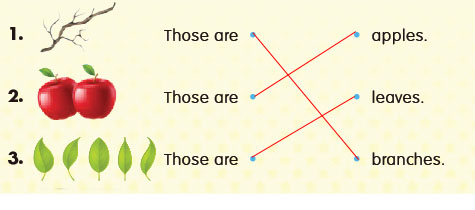 1. Those are apples.
2. Those are leaves.
3. Those are branches.